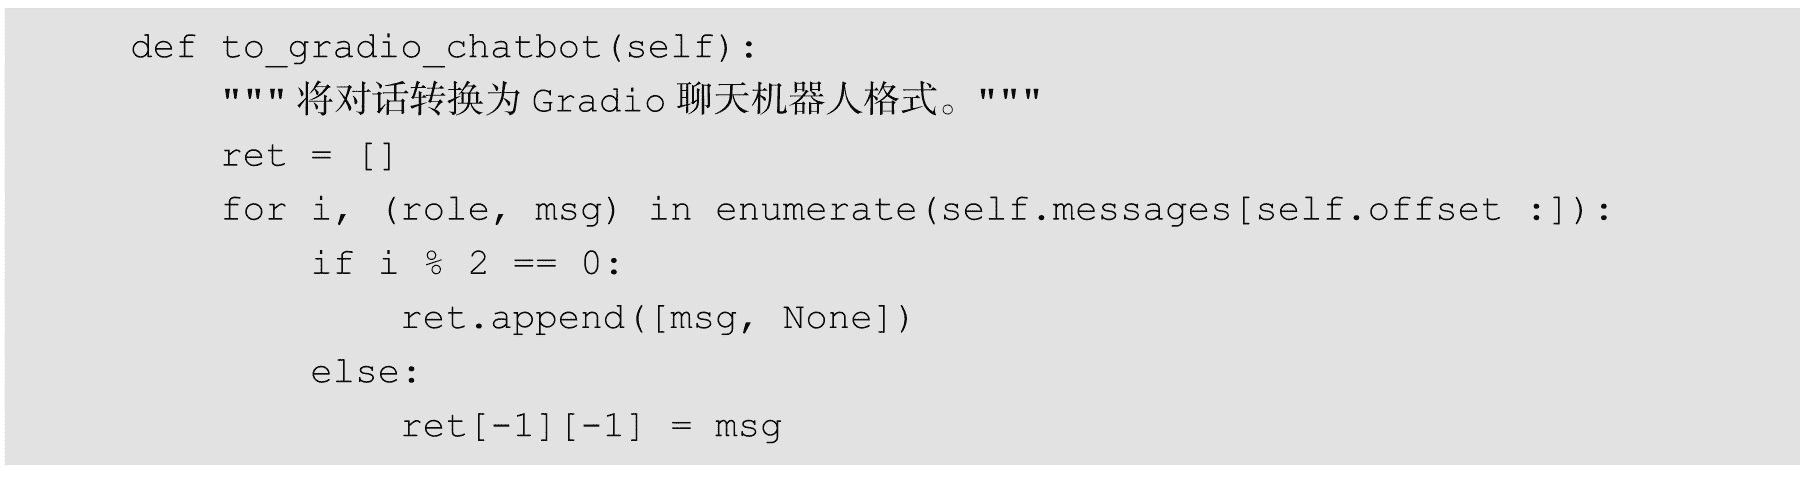 def to_gradio_chatbot(self):
    """将对话转换为 Gradio 聊天机器人格式。"""
    ret = []
    for i, (role, msg) in enumerate(self.messages[self.offset :]):
        if i % 2 == 0:
            ret.append([msg, None])
        else:
            ret[-1][-1] = msg